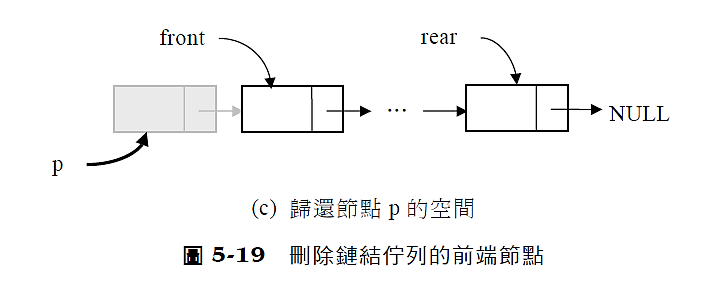 front
rear
...
NULL
p
(c) 歸還節點 p 的空間
圖 5-19 刪除鏈結佇列的前端節點